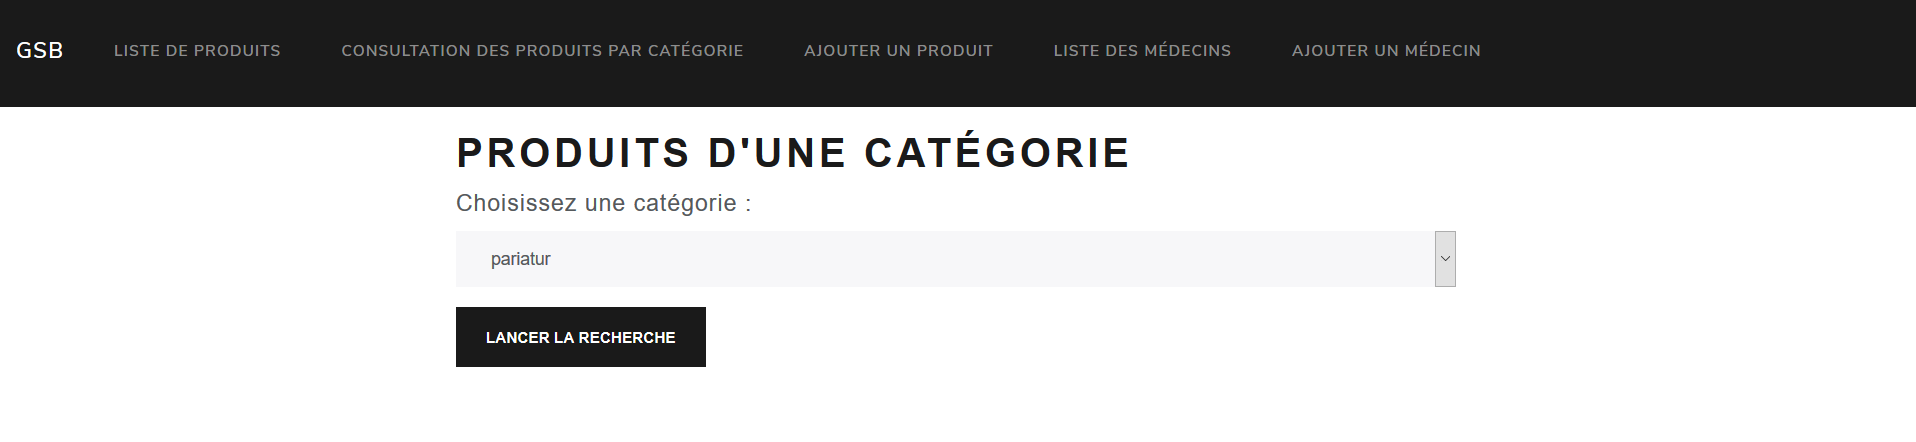 GSB LISTE DE PRODUITS CONSULTATION DES PRODUITS PAR CATÉGORIE AJOUTER UN PRODUIT LISTE DES MÉDECINS AJOUTER UN MÉDECIN
PRODUITS D'UNE CATÉGORIE
Choisissez une catégorie :
pariatur
LANCER LA RECHERCHE